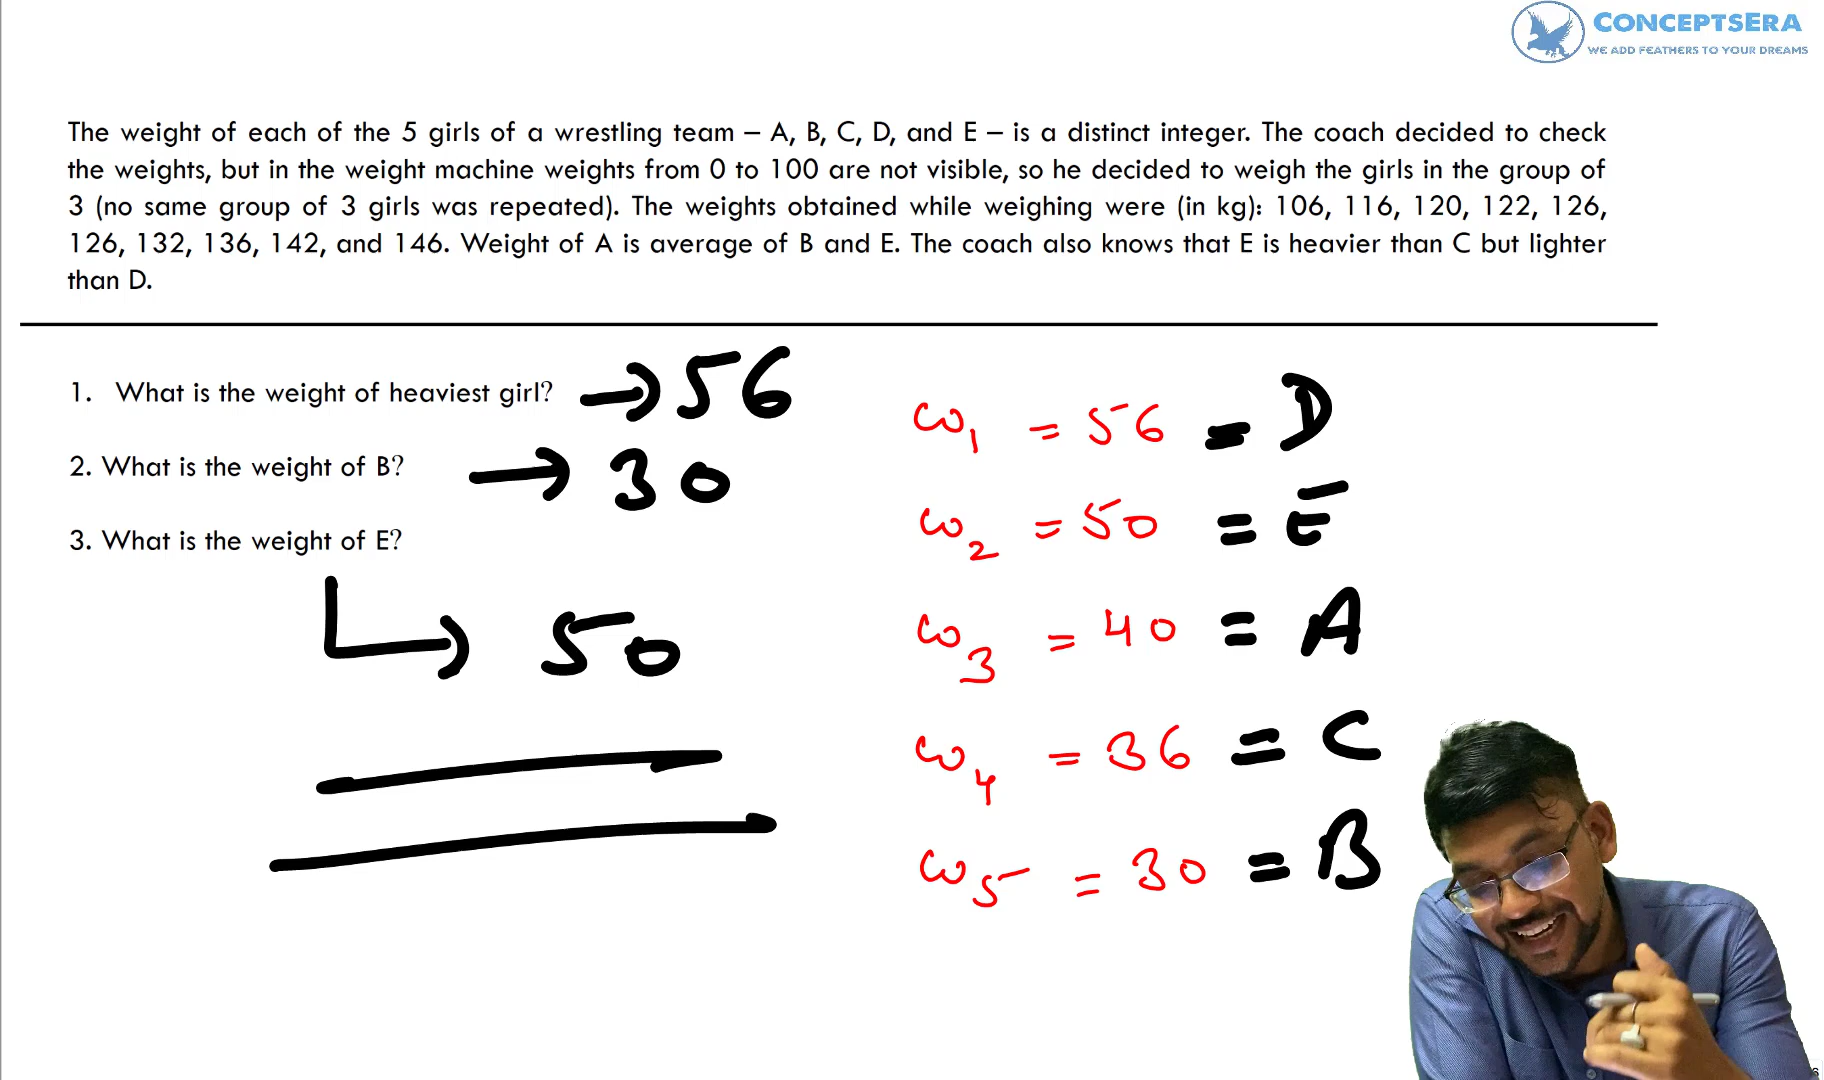 CONCEPTSERA
WE ADD FEATHERS TO YOUR DREAMS
The weight of each of the 5 girls of a wrestling team – A, B, C, D, and E – is a distinct integer. The coach decided to check
the weights, but in the weight machine weights from 0 to 100 are not visible, so he decided to weigh the girls in the group of
3 (no same group of 3 girls was repeated). The weights obtained while weighing were (in kg): 106, 116, 120, 122, 126,
126, 132, 136, 142, and 146. Weight of A is average of B and E. The coach also knows that E is heavier than C but lighter
than D.
1. What is the weight of heaviest girl? → 56
2. What is the weight of B? → 30
3. What is the weight of E?
→ 50
ω1 = 56 = D
ω2 = 50 = E
ω3 = 40 = A
ω4 = 36 = C
ω5 = 30 = B